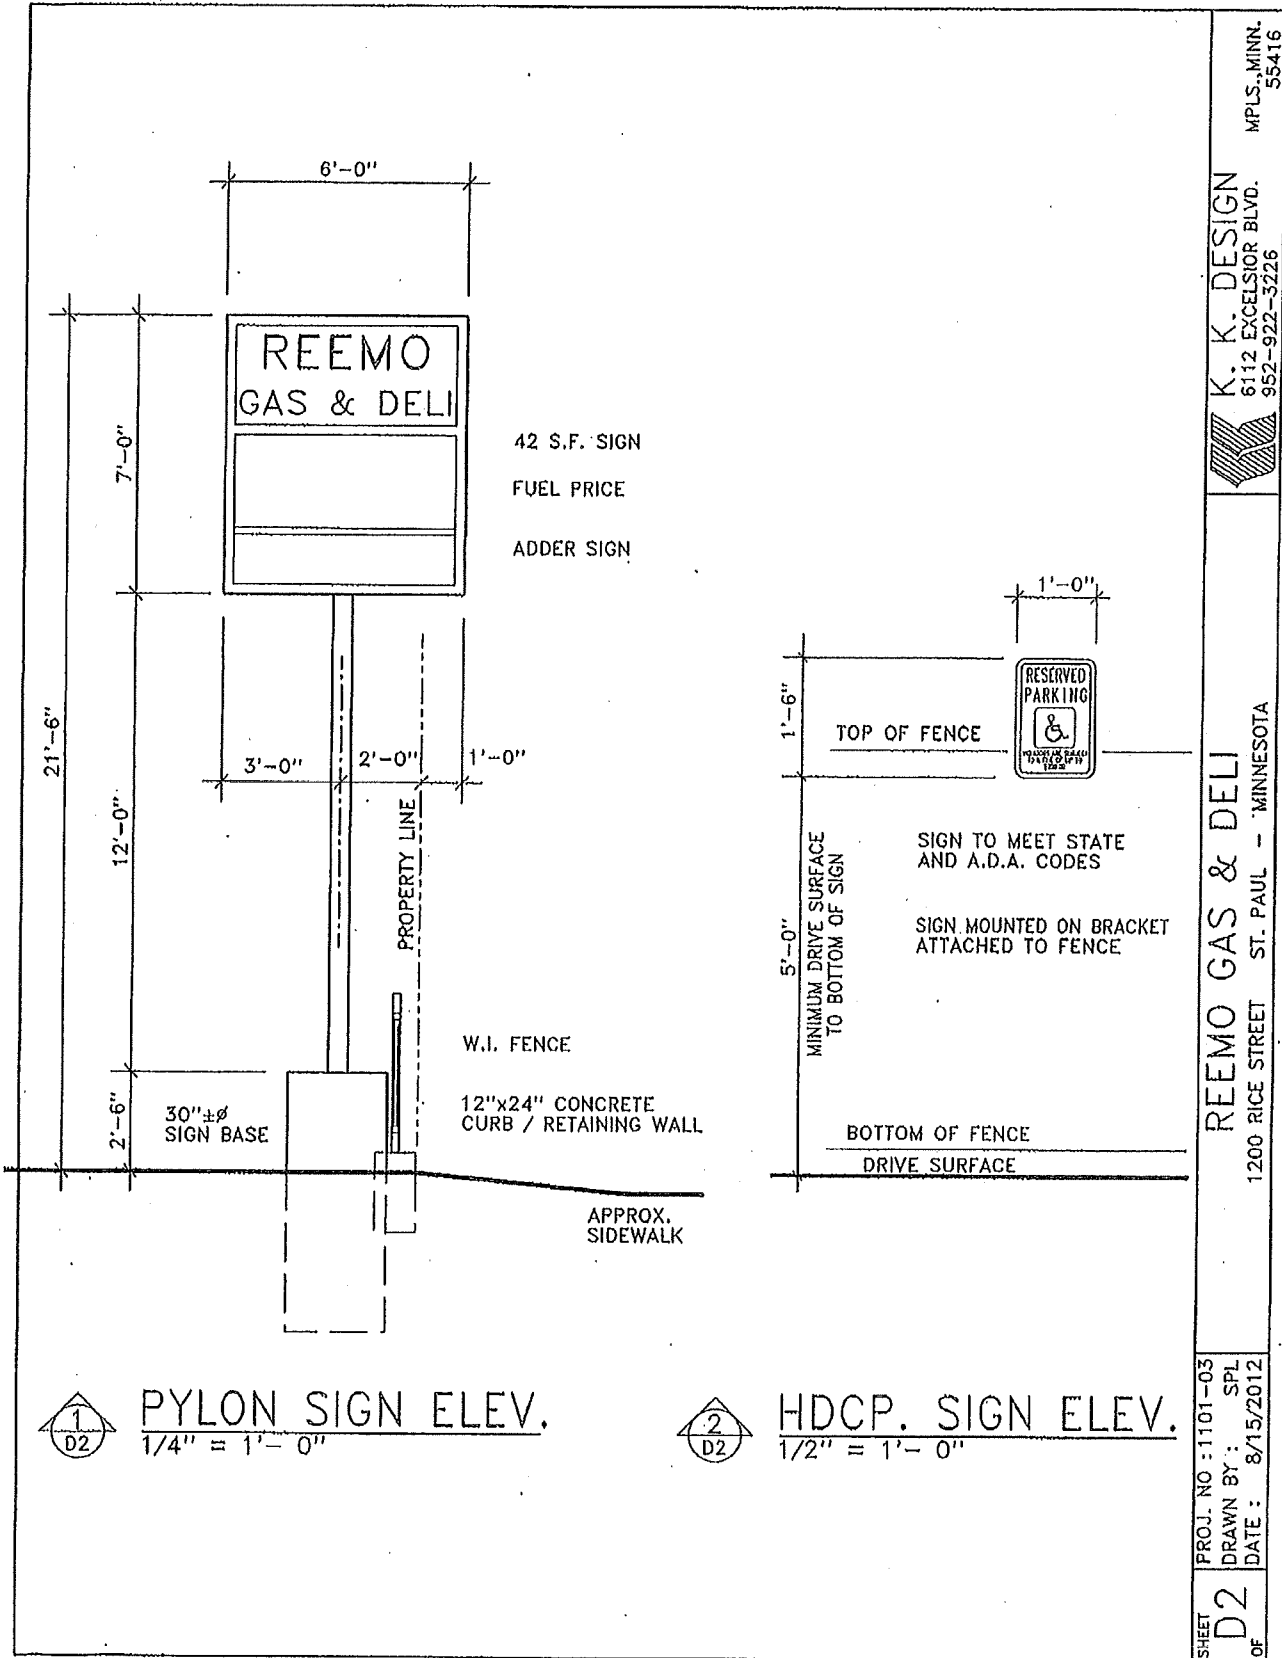 6'-0"
REEMO
GAS & DELI
7'-0"
42 S.F. SIGN
FUEL PRICE
ADDER SIGN
21'-6"
12'-0"
3'-0"
2'-0"
1'-0"
PROPERTY LINE
2'-6"
30"±Ø
SIGN BASE
W.I. FENCE
12"x24" CONCRETE
CURB / RETAINING WALL
APPROX.
SIDEWALK
1
D2
PYLON SIGN ELEV.
1/4" = 1'- 0"
1'-0"
1'-6"
TOP OF FENCE
RESERVED
PARKING
SIGN TO MEET STATE
AND A.D.A. CODES
SIGN MOUNTED ON BRACKET
ATTACHED TO FENCE
5'-0"
MINIMUM DRIVE SURFACE
TO BOTTOM OF SIGN
BOTTOM OF FENCE
DRIVE SURFACE
2
D2
HDCP. SIGN ELEV.
1/2" = 1'- 0"
K. K. DESIGN
6112 EXCELSIOR BLVD. MPLS.,MINN.
952-922-3226 55416
REEMO GAS & DELI
1200 RICE STREET ST. PAUL - MINNESOTA
PROJ. NO :1101-03
DRAWN BY : SPL
DATE : 8/15/2012
SHEET
D2
OF